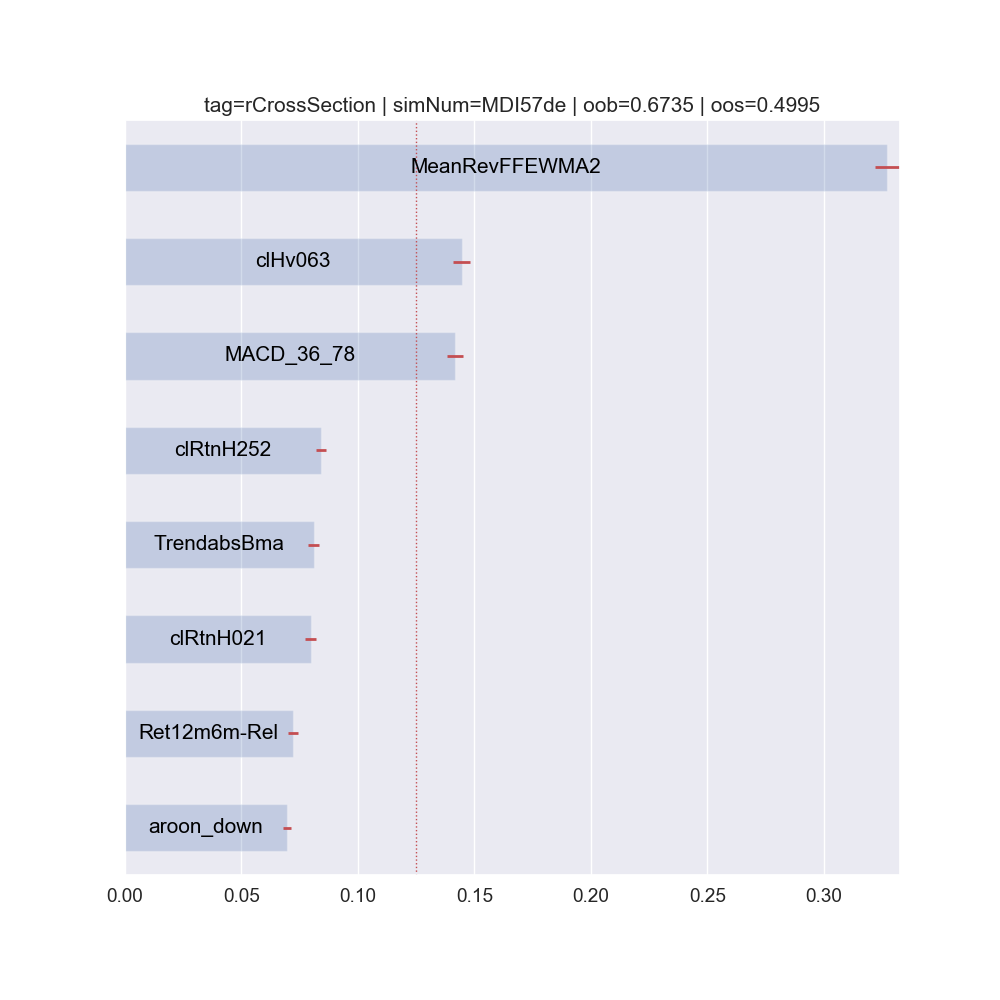 tag=rCrossSection | simNum=MDI57de | oob=0.6735 | oos=0.4995
MeanRevFFEWMA2
clHv063
MACD_36_78
clRtnH252
TrendabsBma
clRtnH021
Ret12m6m-Rel
aroon_down
0.00 0.05 0.10 0.15 0.20 0.25 0.30